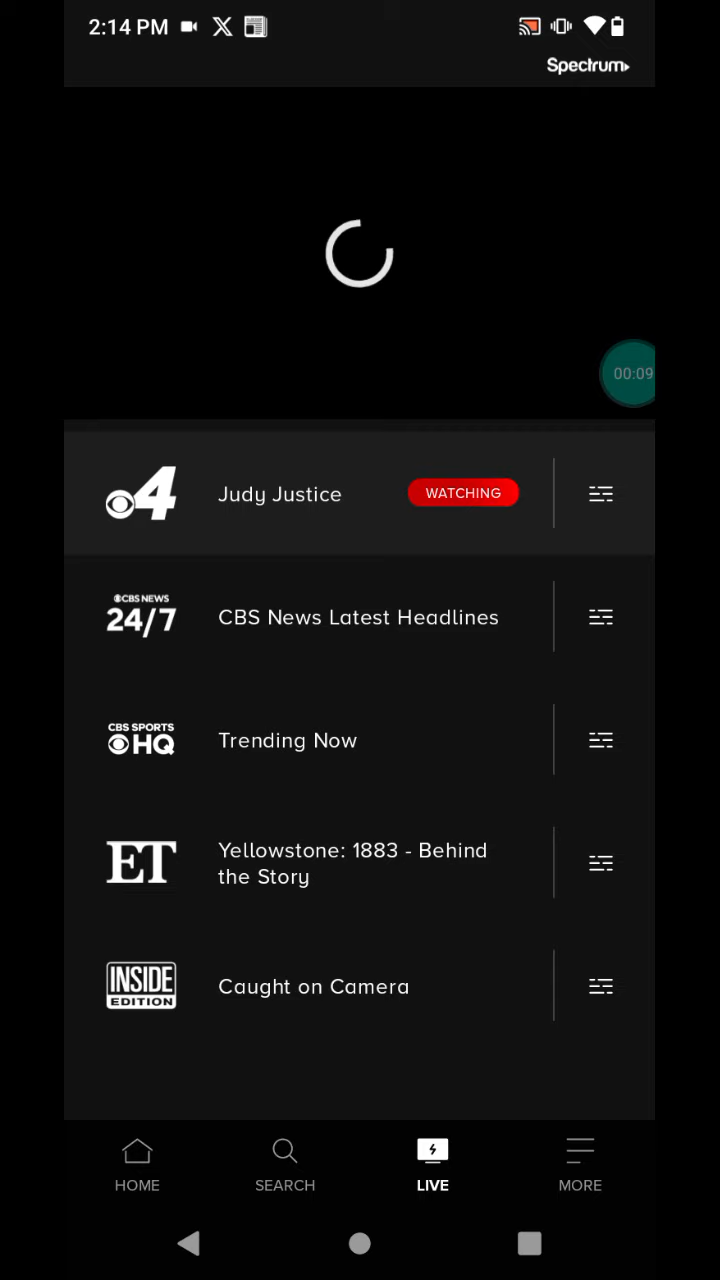 2:14 PM
Spectrum
00:09
4
Judy Justice
WATCHING
CBS NEWS
24/7
CBS News Latest Headlines
CBS SPORTS
HQ
Trending Now
ET
Yellowstone: 1883 - Behind
the Story
INSIDE
EDITION
Caught on Camera
HOME
SEARCH
LIVE
MORE